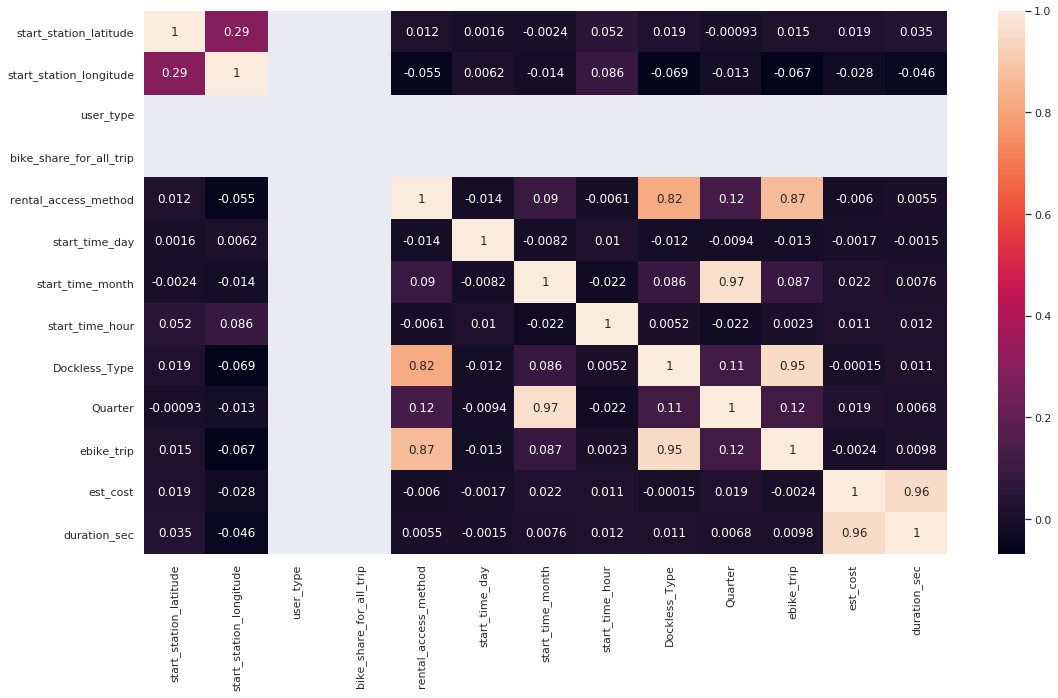 start_station_latitude 1 0.29 0.012 0.0016 -0.0024 0.052 0.019 -0.00093 0.015 0.019 0.035
start_station_longitude 0.29 1 -0.055 0.0062 -0.014 0.086 -0.069 -0.013 -0.067 -0.028 -0.046
user_type
bike_share_for_all_trip
rental_access_method 0.012 -0.055 1 -0.014 0.09 -0.0061 0.82 0.12 0.87 -0.006 0.0055
start_time_day 0.0016 0.0062 -0.014 1 -0.0082 0.01 -0.012 -0.0094 -0.013 -0.0017 -0.0015
start_time_month -0.0024 -0.014 0.09 -0.0082 1 -0.022 0.086 0.97 0.087 0.022 0.0076
start_time_hour 0.052 0.086 -0.0061 0.01 -0.022 1 0.0052 -0.022 0.0023 0.011 0.012
Dockless_Type 0.019 -0.069 0.82 -0.012 0.086 0.0052 1 0.11 0.95 -0.00015 0.011
Quarter -0.00093 -0.013 0.12 -0.0094 0.97 -0.022 0.11 1 0.12 0.019 0.0068
ebike_trip 0.015 -0.067 0.87 -0.013 0.087 0.0023 0.95 0.12 1 -0.0024 0.0098
est_cost 0.019 -0.028 -0.006 -0.0017 0.022 0.011 -0.00015 0.019 -0.0024 1 0.96
duration_sec 0.035 -0.046 0.0055 -0.0015 0.0076 0.012 0.011 0.0068 0.0098 0.96 1
start_station_latitude
start_station_longitude
user_type
bike_share_for_all_trip
rental_access_method
start_time_day
start_time_month
start_time_hour
Dockless_Type
Quarter
ebike_trip
est_cost
duration_sec
1.0
0.8
0.6
0.4
0.2
0.0